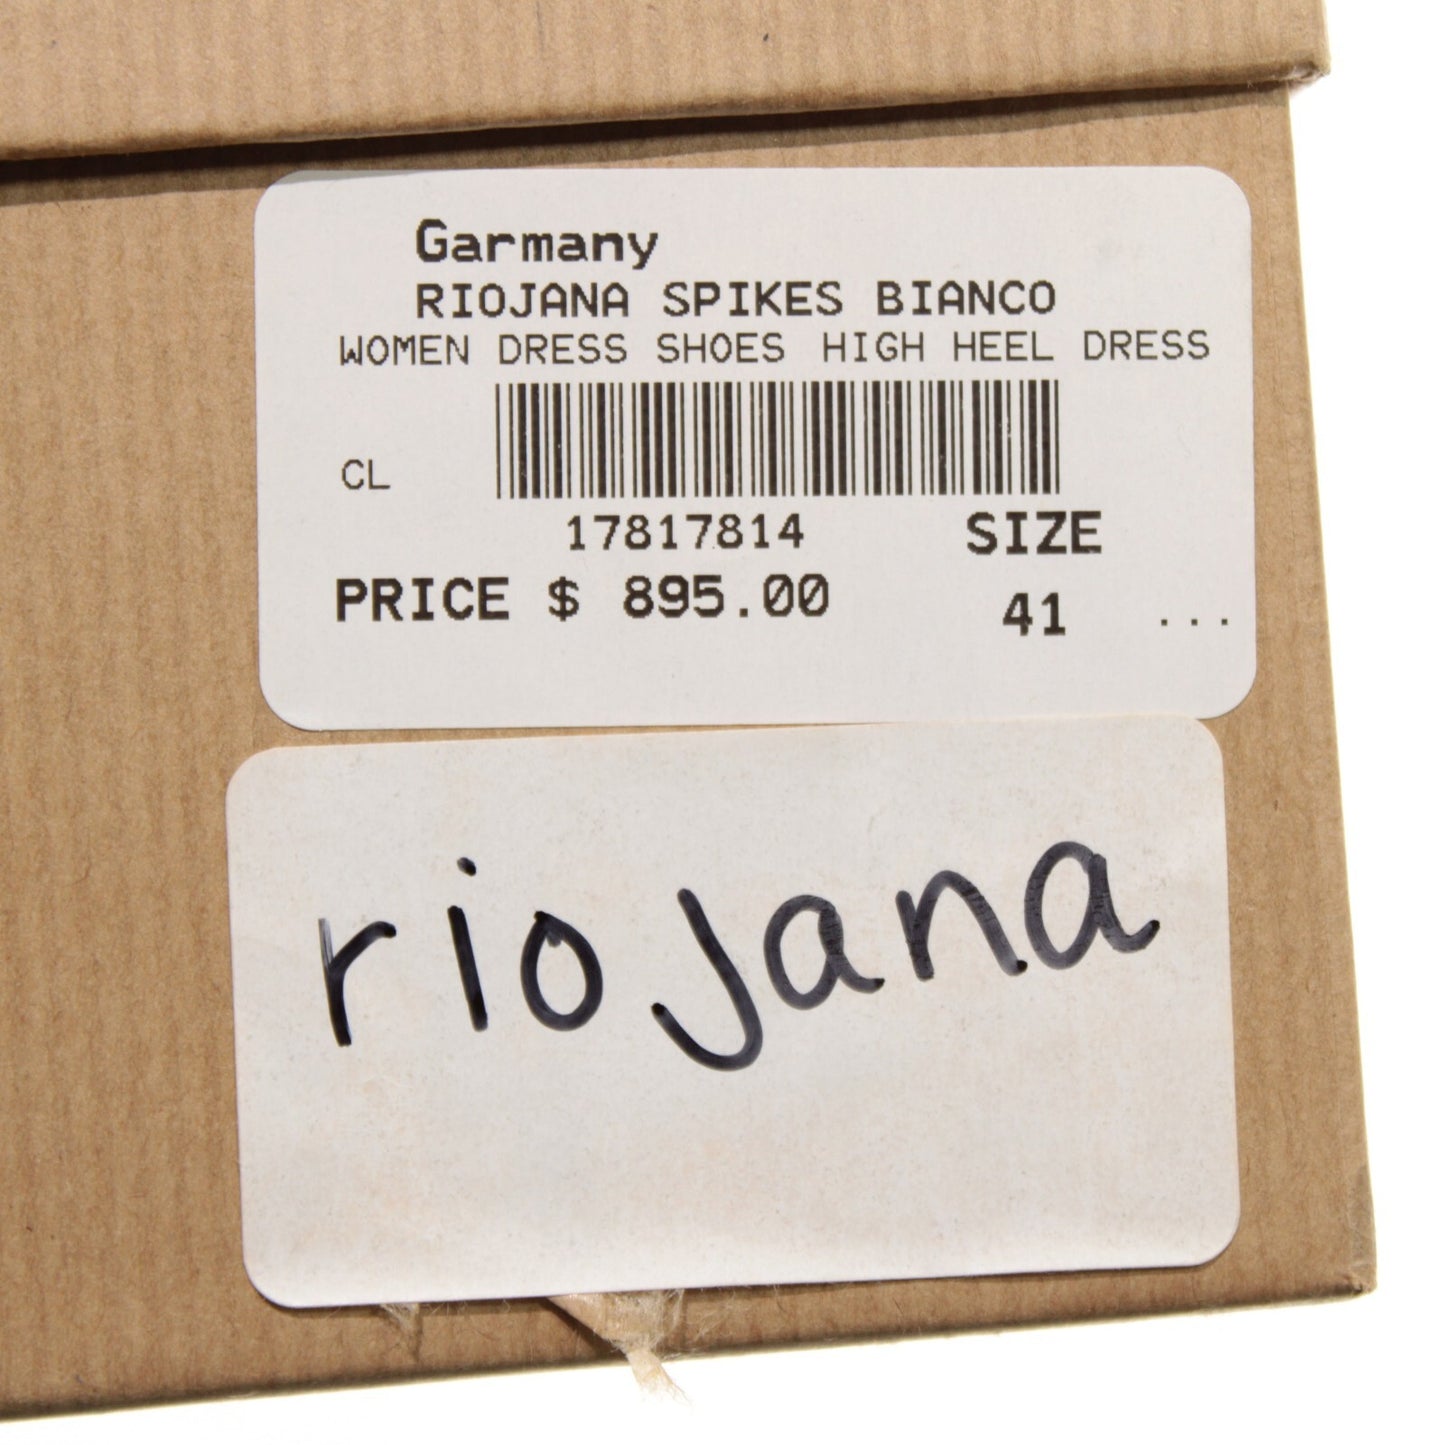 Garmany
RIOJANA SPIKES BIANCO
WOMEN DRESS SHOES HIGH HEEL DRESS
CL
17817814 SIZE
PRICE $ 895.00 41 ...
riojana